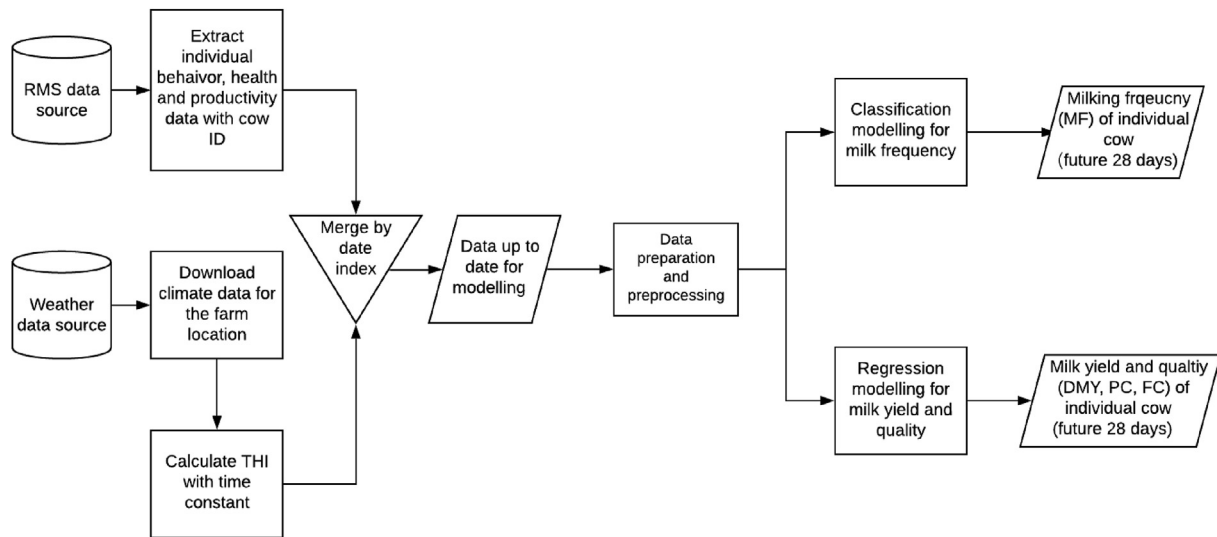 RMS data
source
Extract
individual
behaivor, health
and productivity
data with cow
ID
Weather
data source
Download
climate data for
the farm
location
Calculate THI
with time
constant
Merge by
date
index
Data up to
date for
modelling
Data
preparation
and
preprocessing
Classification
modelling for
milk frequency
Milking frqeucny
(MF) of individual
cow
(future 28 days)
Regression
modelling for
milk yield and
quality
Milk yield and qualtiy
(DMY, PC, FC) of
individual cow
(future 28 days)